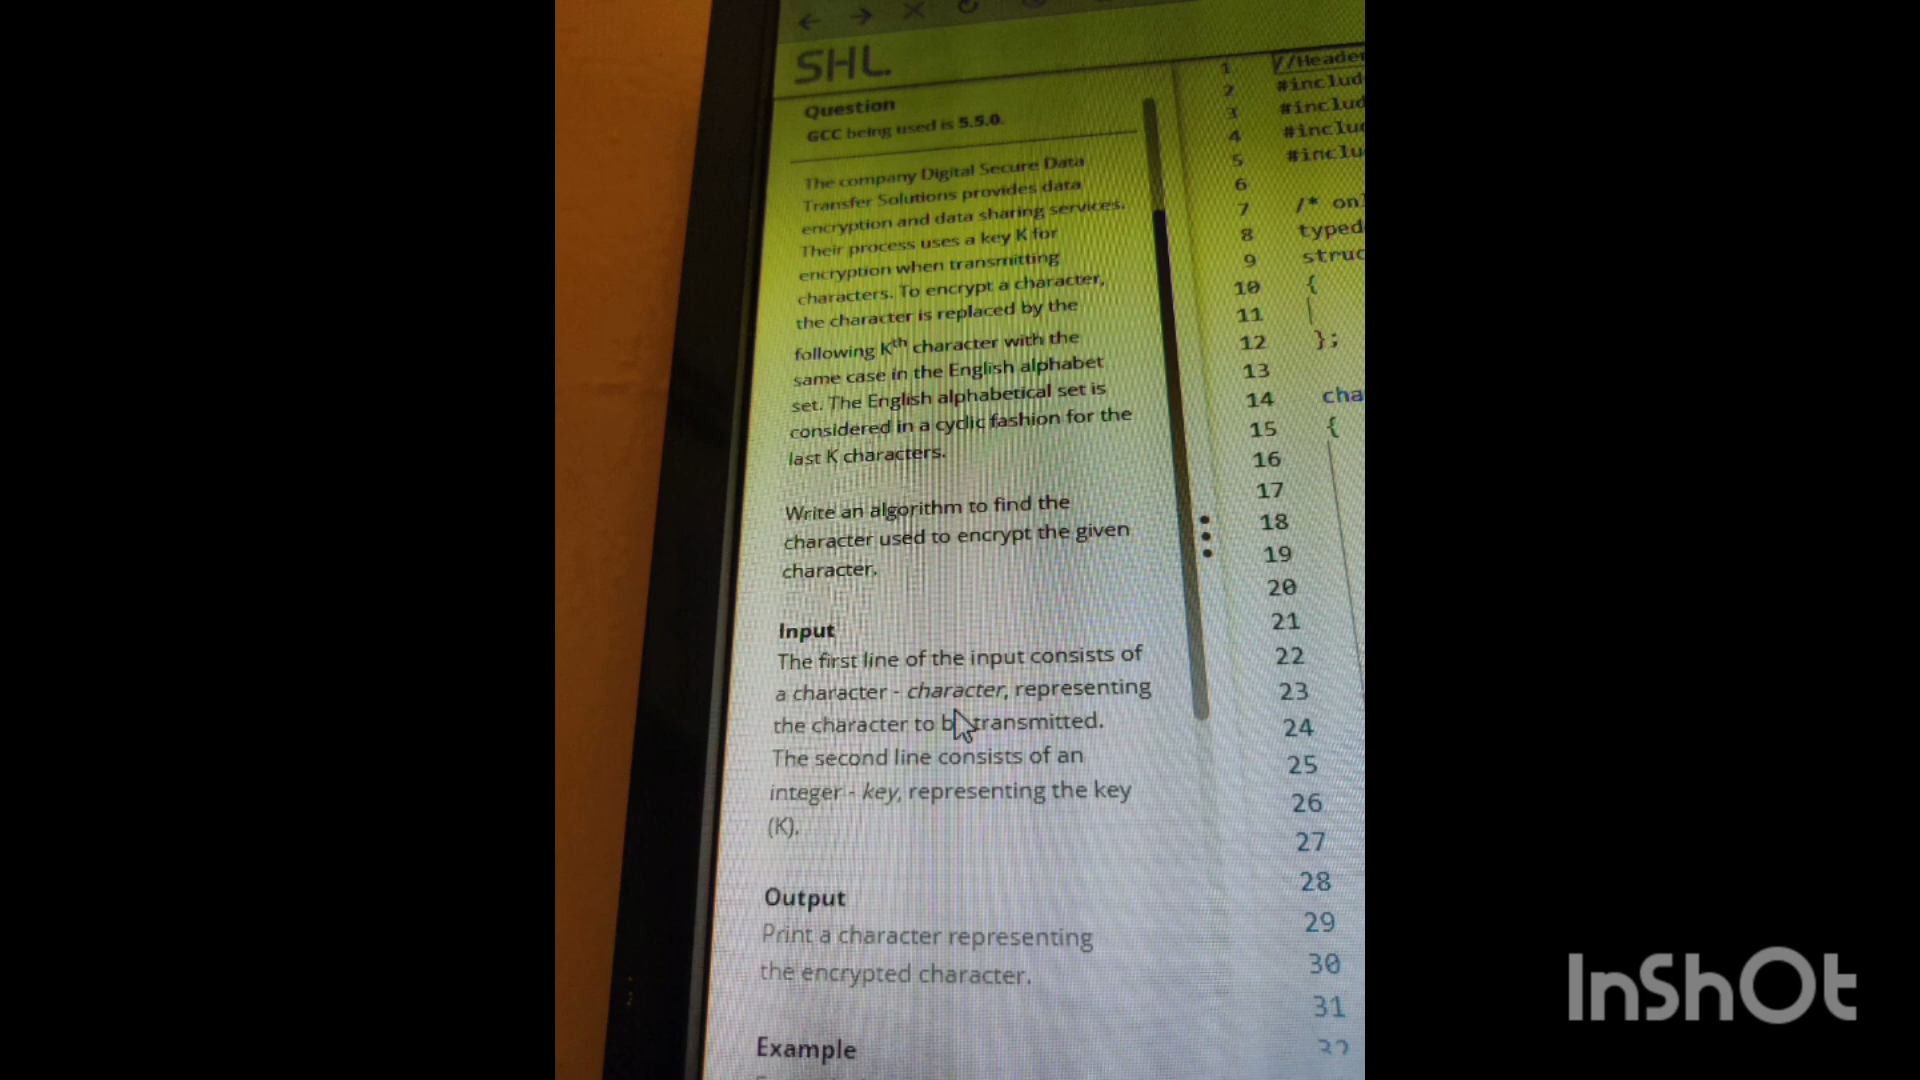 SHL.
Question
GCC being used is 5.5.0.
The company Digital Secure Data
Transfer Solutions provides data
encryption and data sharing services.
Their process uses a key K for
encryption when transmitting
characters. To encrypt a character,
the character is replaced by the
following Kth character with the
same case in the English alphabet
set. The English alphabetical set is
considered in a cyclic fashion for the
last K characters.
Write an algorithm to find the
character used to encrypt the given
character.
Input
The first line of the input consists of
a character - character, representing
the character to be transmitted.
The second line consists of an
integer - key, representing the key
(K).
Output
Print a character representing
the encrypted character.
Example
1 //Header
2 #includ
3 #includ
4 #inclu
5 #inclu
6
7 /* on
8 typed
9 struc
10 {
11
12 };
13
14 cha
15 {
16
17
18
19
20
21
22
23
24
25
26
27
28
29
30
31
32
InShOt